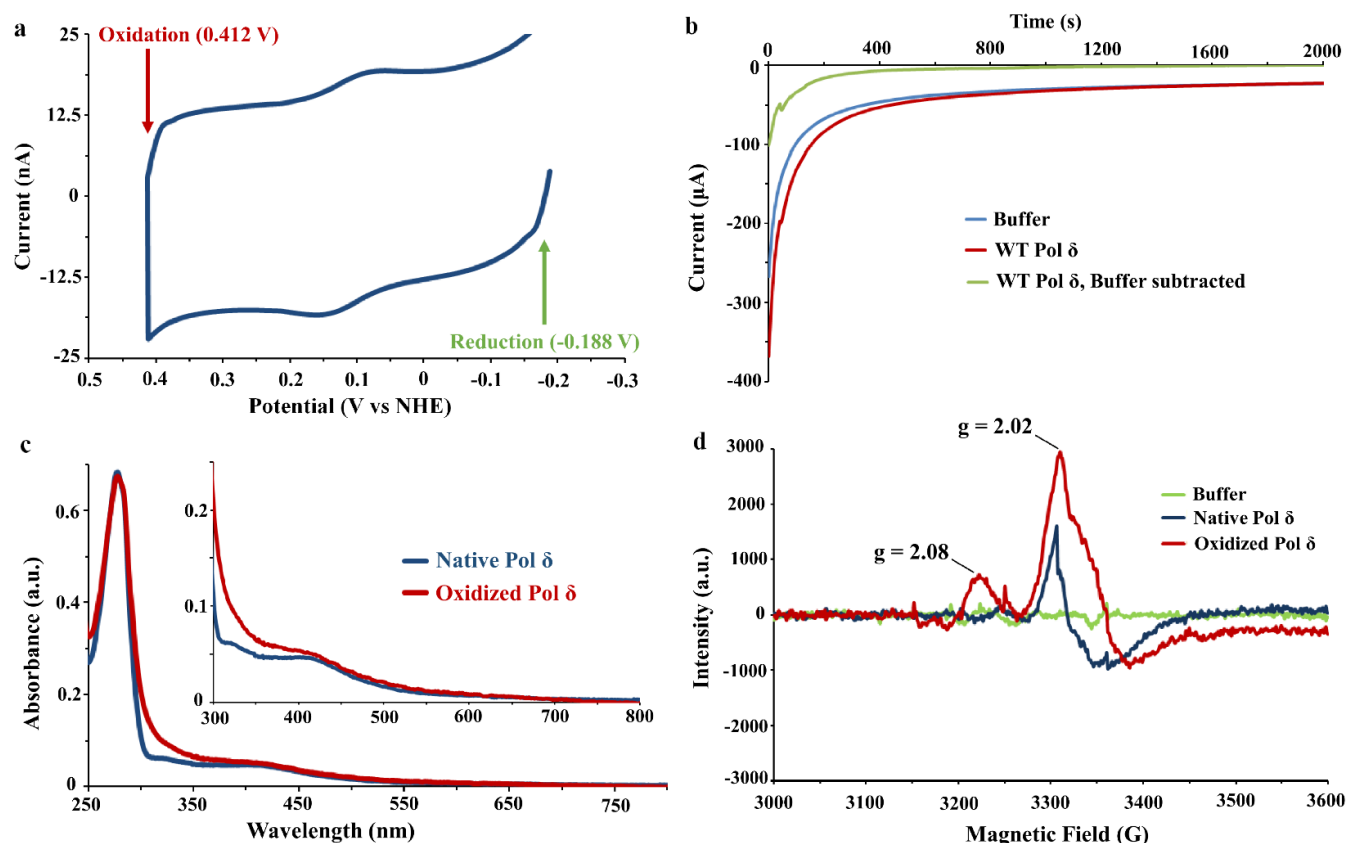 a
Oxidation (0.412 V)
25
12.5
0
-12.5
-25
Current (nA)
Reduction (-0.188 V)
0.5 0.4 0.3 0.2 0.1 0 -0.1 -0.2 -0.3
Potential (V vs NHE)
b
Time (s)
0 400 800 1200 1600 2000
0
-100
-200
-300
-400
Current (µA)
Buffer
WT Pol δ
WT Pol δ, Buffer subtracted
c
0.6
0.4
0.2
0
Absorbance (a.u.)
0.2
0.1
0
300 400 500 600 700 800
Native Pol δ
Oxidized Pol δ
250 350 450 550 650 750
Wavelength (nm)
d
3000
2000
1000
0
-1000
-2000
-3000
Intensity (a.u.)
g = 2.02
g = 2.08
Buffer
Native Pol δ
Oxidized Pol δ
3000 3100 3200 3300 3400 3500 3600
Magnetic Field (G)